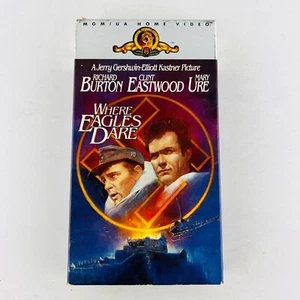 MGM/UA HOME VIDEO
A Jerry Gershwin-Elliott Kastner Picture
RICHARD BURTON
CLINT EASTWOOD
MARY URE
WHERE
EAGLES
DARE